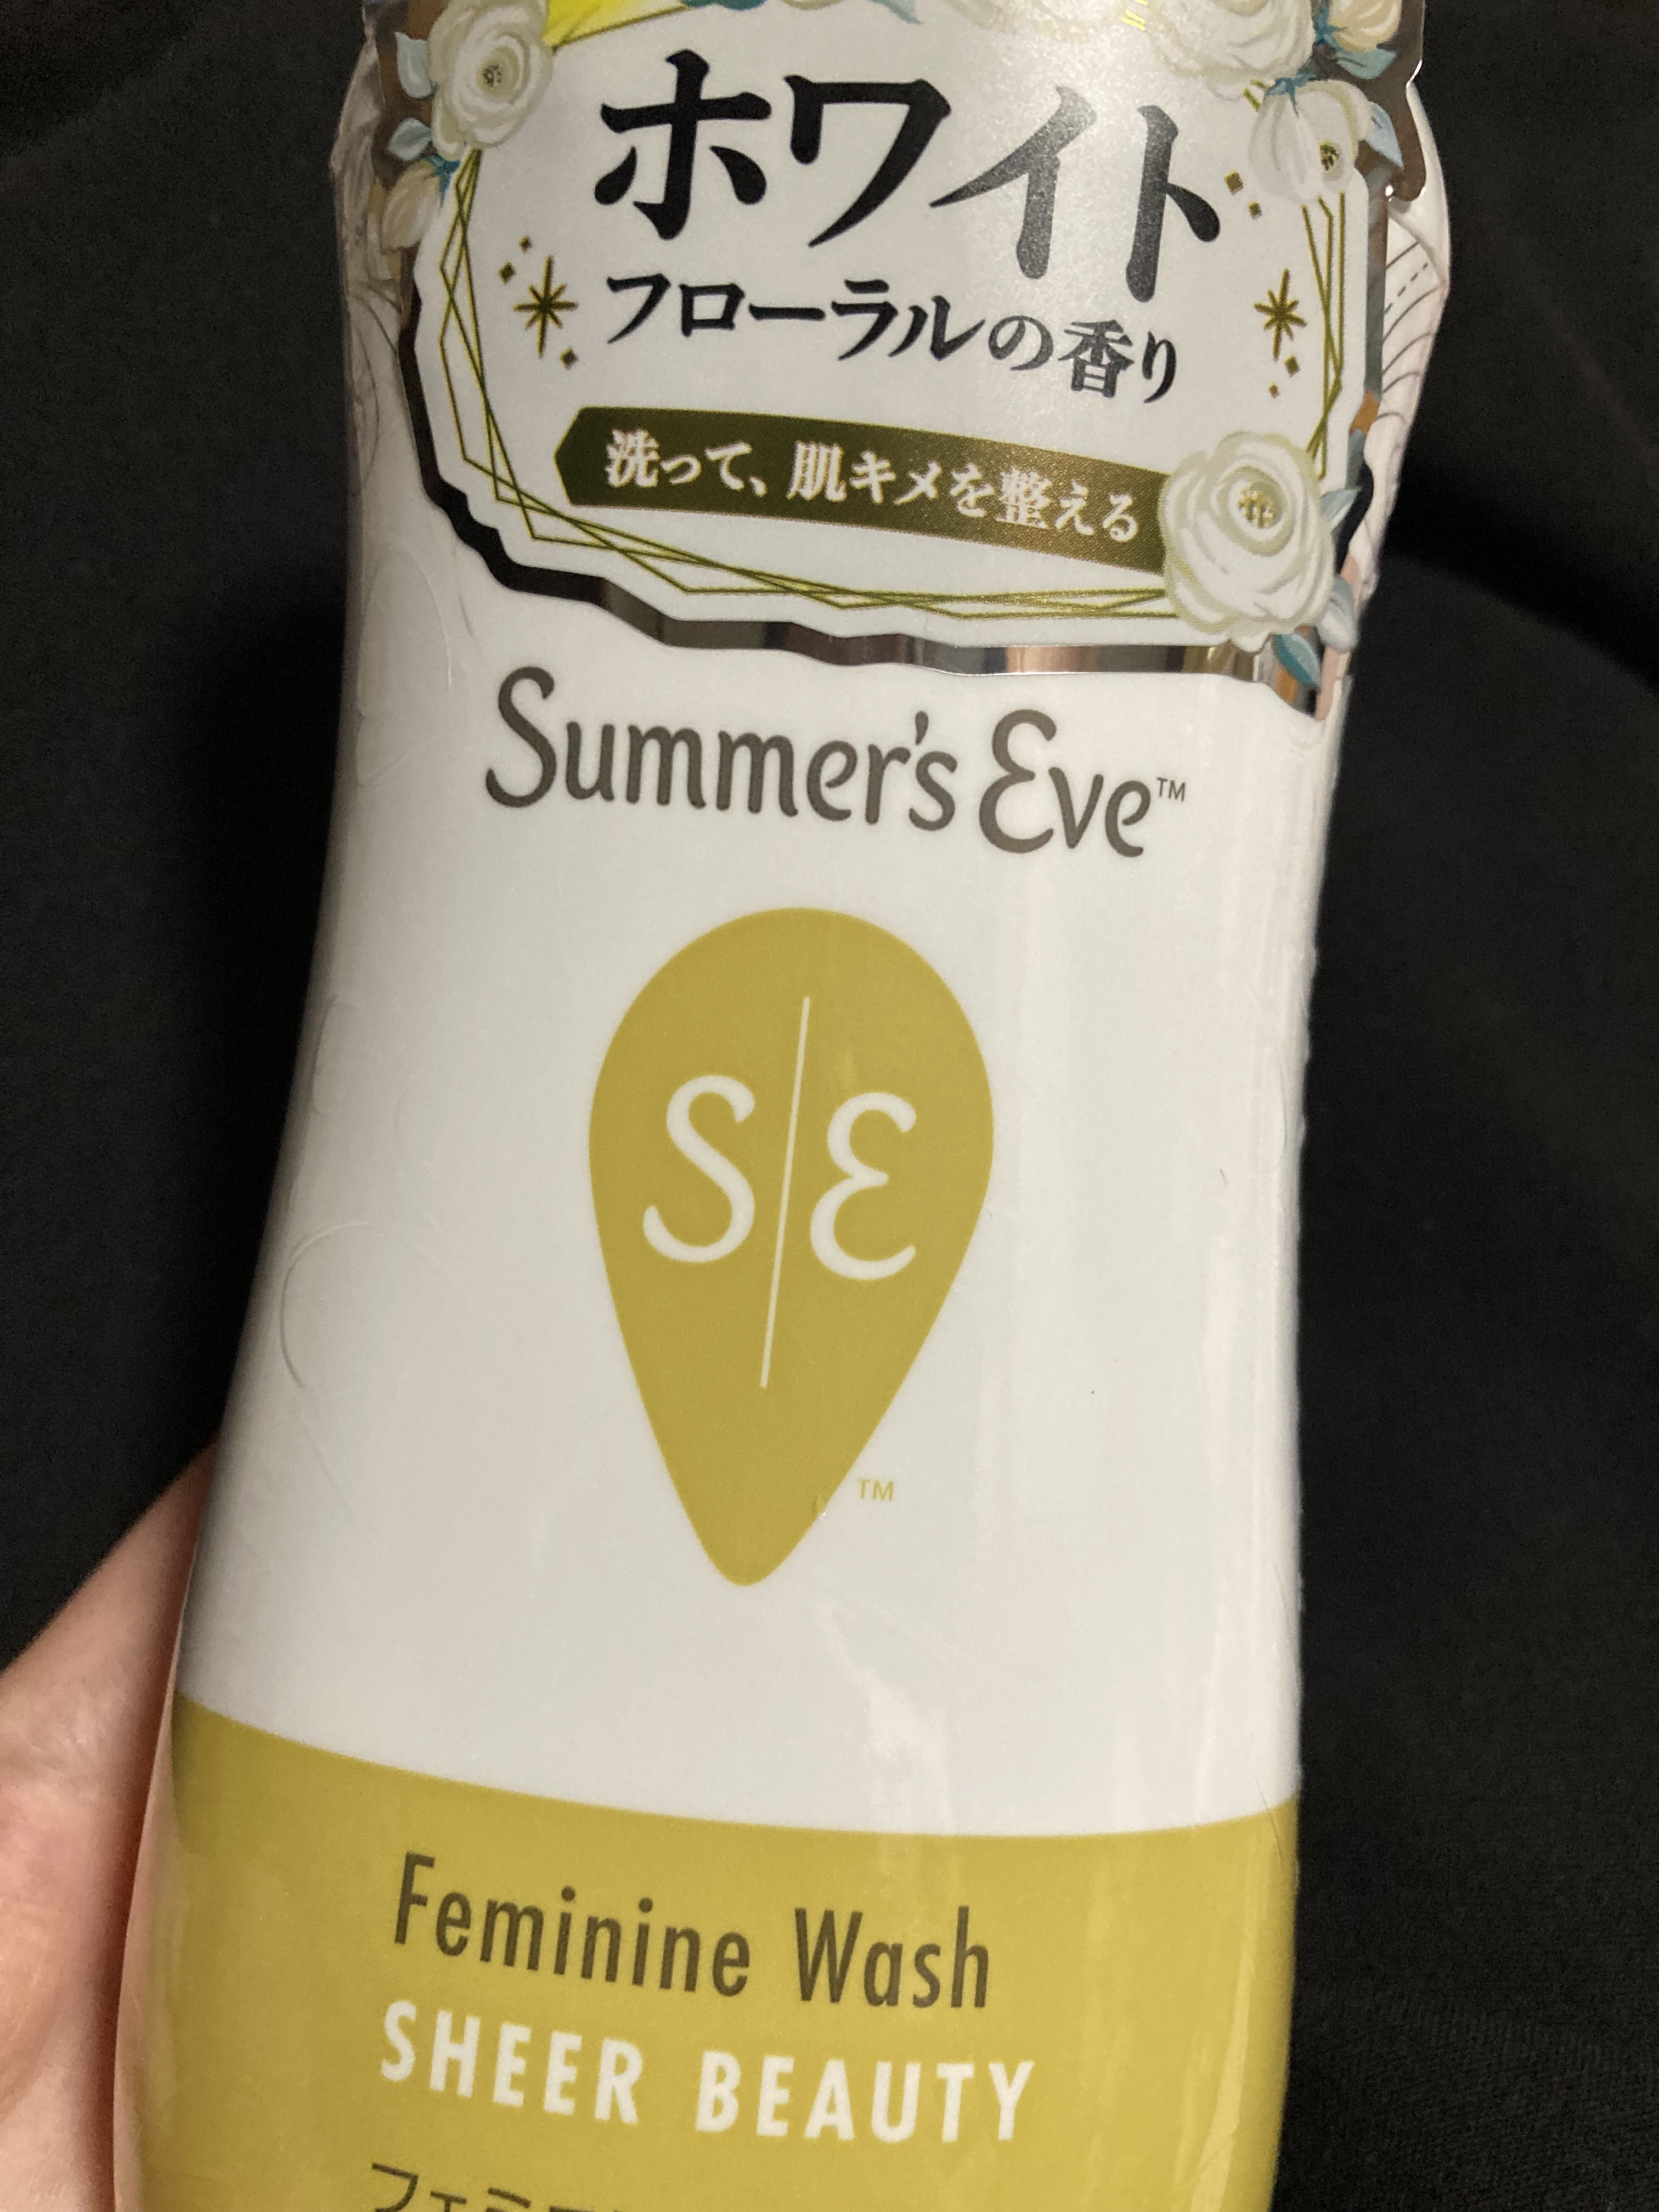 ホワイト
フローラルの香り
洗って、肌キメを整える
Summer's Eve™
S|E
™
Feminine Wash
SHEER BEAUTY